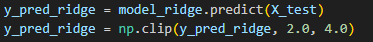 y_pred_ridge = model_ridge.predict(X_test)
y_pred_ridge = np.clip(y_pred_ridge, 2.0, 4.0)